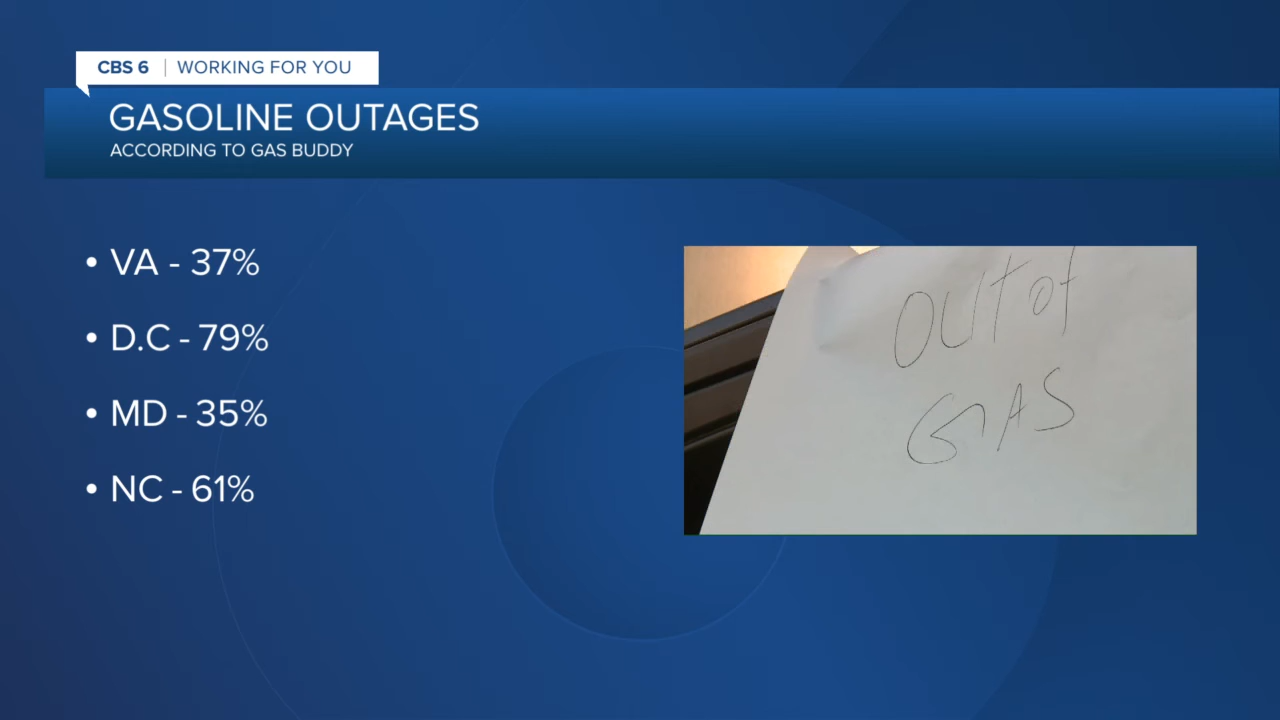 CBS 6 | WORKING FOR YOU
GASOLINE OUTAGES
ACCORDING TO GAS BUDDY
• VA - 37%
• D.C - 79%
• MD - 35%
• NC - 61%
OUT of
GAS